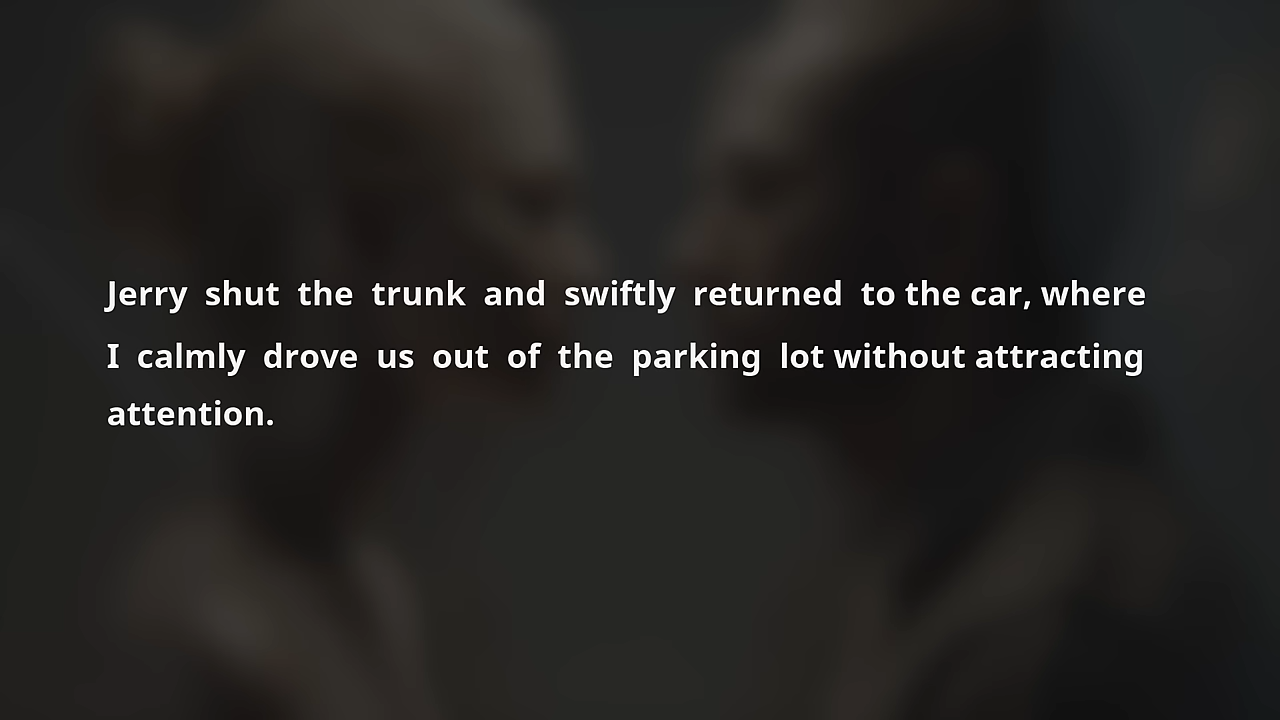 Jerry shut the trunk and swiftly returned to the car, where
I calmly drove us out of the parking lot without attracting
attention.